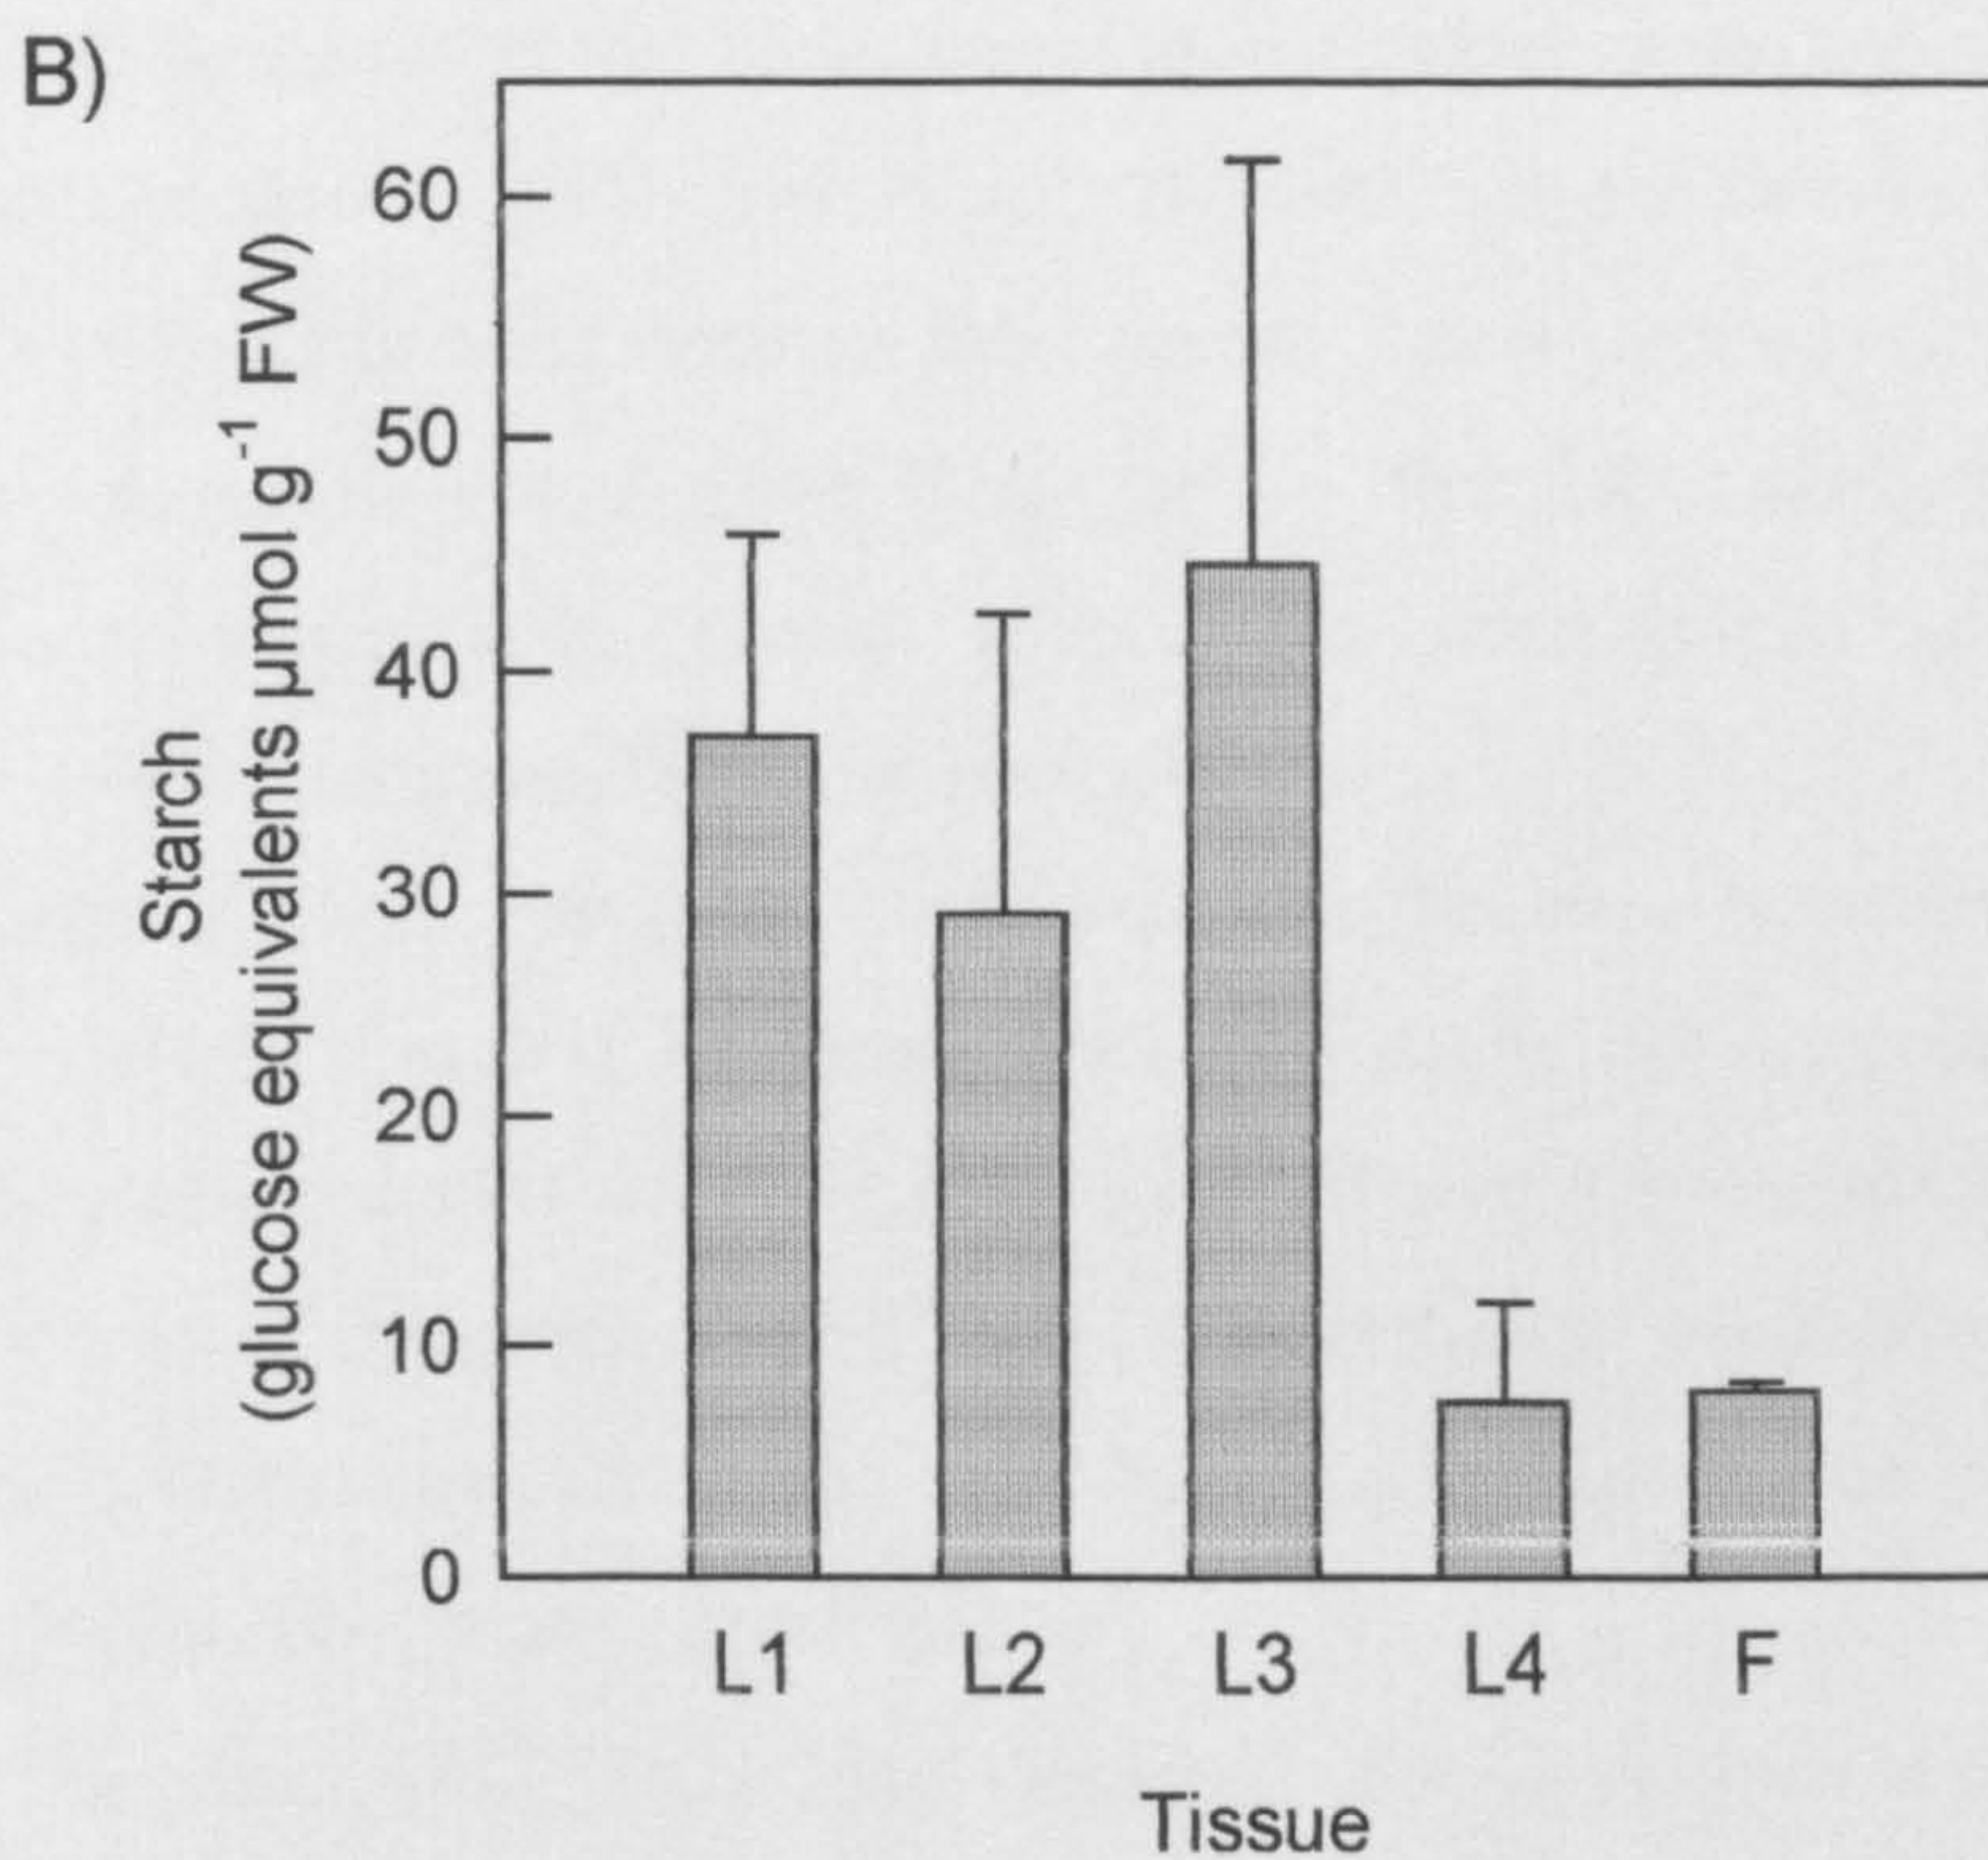 B)
Starch
(glucose equivalents µmol g⁻¹ FW)
60
50
40
30
20
10
0
L1 L2 L3 L4 F
Tissue